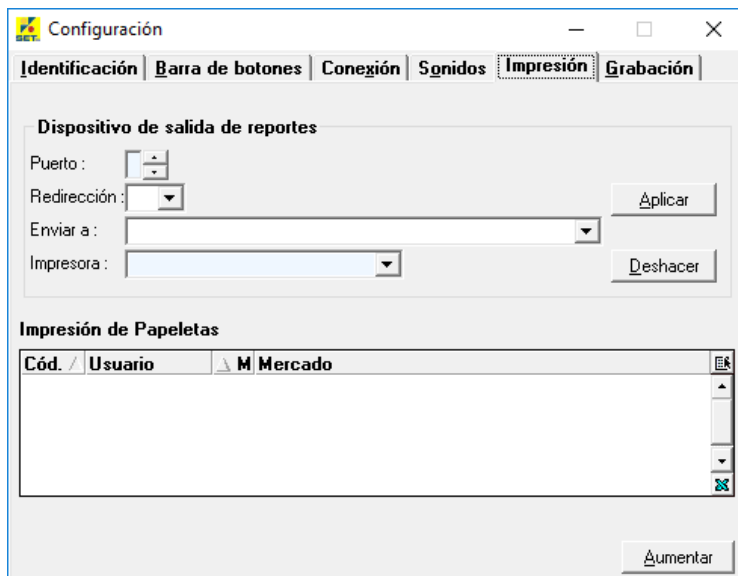 SET
Configuración
Identificación Barra de botones Conexión Sonidos Impresión Grabación
Dispositivo de salida de reportes
Puerto :
Redirección :
Aplicar
Enviar a :
Impresora :
Deshacer
Impresión de Papeletas
Cód. Usuario M Mercado
Aumentar